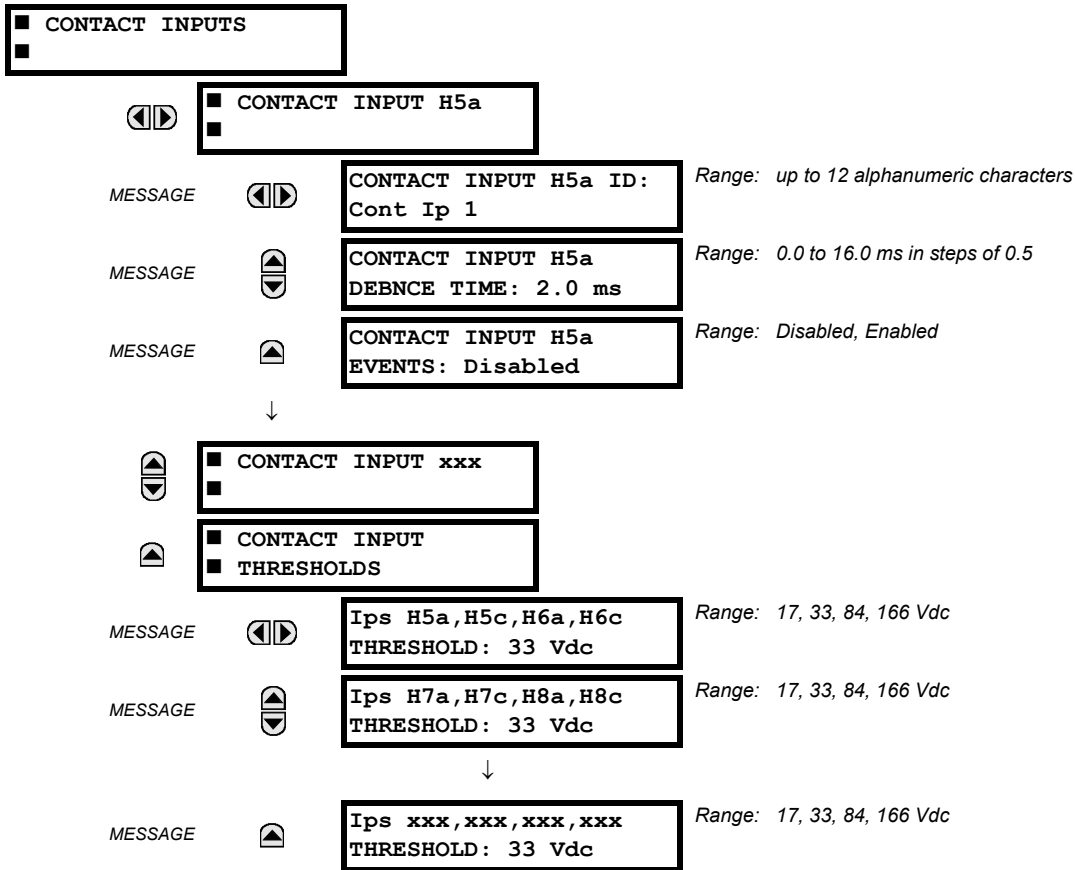 ■ CONTACT INPUTS
■
■ CONTACT INPUT H5a
■
MESSAGE
CONTACT INPUT H5a ID:
Cont Ip 1
Range: up to 12 alphanumeric characters
MESSAGE
CONTACT INPUT H5a
DEBNCE TIME: 2.0 ms
Range: 0.0 to 16.0 ms in steps of 0.5
MESSAGE
CONTACT INPUT H5a
EVENTS: Disabled
Range: Disabled, Enabled
↓
■ CONTACT INPUT xxx
■
■ CONTACT INPUT
■ THRESHOLDS
MESSAGE
Ips H5a,H5c,H6a,H6c
THRESHOLD: 33 Vdc
Range: 17, 33, 84, 166 Vdc
MESSAGE
Ips H7a,H7c,H8a,H8c
THRESHOLD: 33 Vdc
Range: 17, 33, 84, 166 Vdc
↓
MESSAGE
Ips xxx,xxx,xxx,xxx
THRESHOLD: 33 Vdc
Range: 17, 33, 84, 166 Vdc